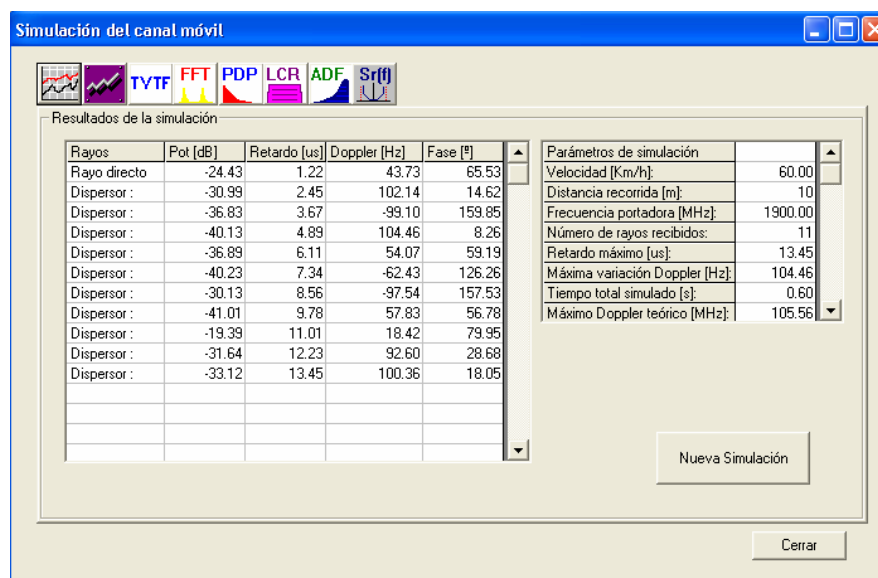 Simulación del canal móvil
TVTF FFT PDP LCR ADF Sr(f)
Resultados de la simulación
Rayos Pot [dB] Retardo [us] Doppler [Hz] Fase [º]
Rayo directo -24.43 1.22 43.73 65.53
Dispersor : -30.99 2.45 102.14 14.62
Dispersor : -36.83 3.67 -99.10 159.85
Dispersor : -40.13 4.89 104.46 8.26
Dispersor : -36.89 6.11 54.07 59.19
Dispersor : -40.23 7.34 -62.43 126.26
Dispersor : -30.13 8.56 -97.54 157.53
Dispersor : -41.01 9.78 57.83 56.78
Dispersor : -19.39 11.01 18.42 79.95
Dispersor : -31.64 12.23 92.60 28.68
Dispersor : -33.12 13.45 100.36 18.05
Parámetros de simulación
Velocidad [Km/h]: 60.00
Distancia recorrida [m]: 10
Frecuencia portadora [MHz]: 1900.00
Número de rayos recibidos: 11
Retardo máximo [us]: 13.45
Máxima variación Doppler [Hz]: 104.46
Tiempo total simulado [s]: 0.60
Máximo Doppler teórico [MHz]: 105.56
Nueva Simulación
Cerrar